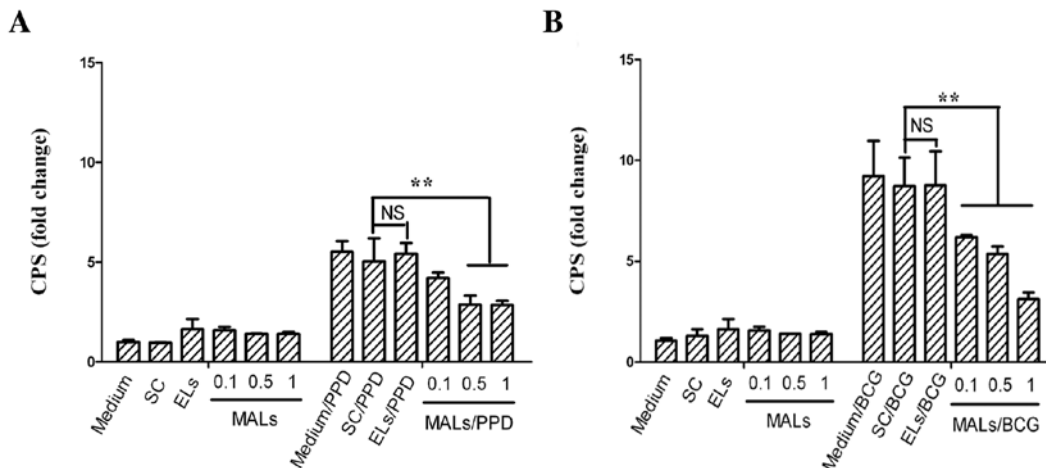 A
CPS (fold change)
15
10
5
0
**
NS
Medium
SC
ELs
0.1 0.5 1
MALs
Medium/PPD
SC/PPD
ELs/PPD
0.1 0.5 1
MALs/PPD
B
CPS (fold change)
15
10
5
0
**
NS
Medium
SC
ELs
0.1 0.5 1
MALs
Medium/BCG
SC/BCG
ELs/BCG
0.1 0.5 1
MALs/BCG